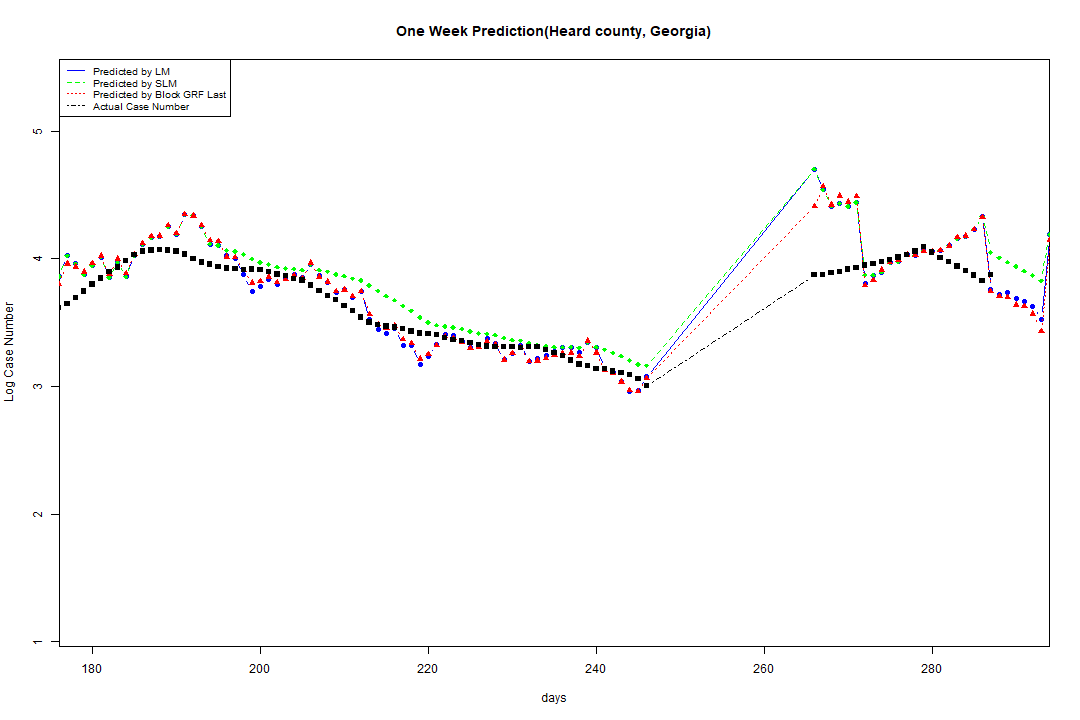 One Week Prediction(Heard county, Georgia)
Predicted by LM
Predicted by SLM
Predicted by Block GRF Last
Actual Case Number
5
4
3
2
1
Log Case Number
180 200 220 240 260 280
days